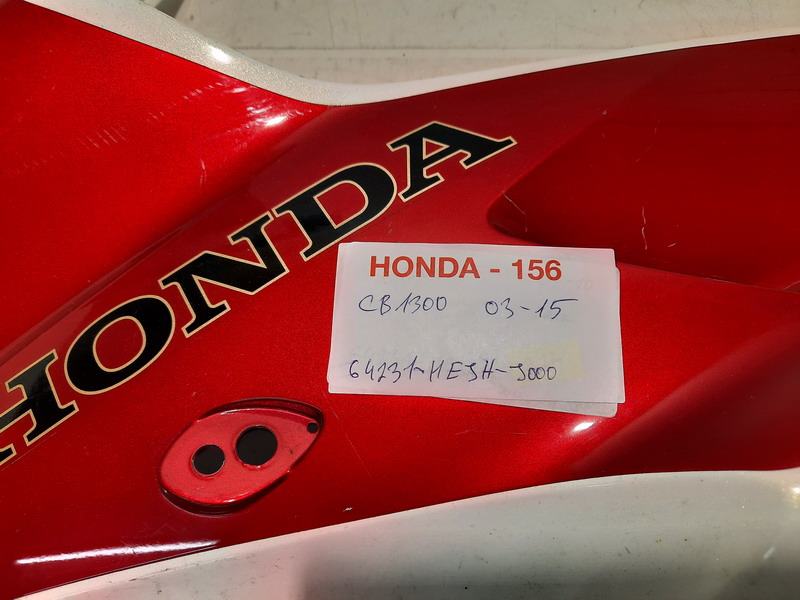 HONDA
HONDA - 156
CB1300 03-15
64231-MEJH-J000